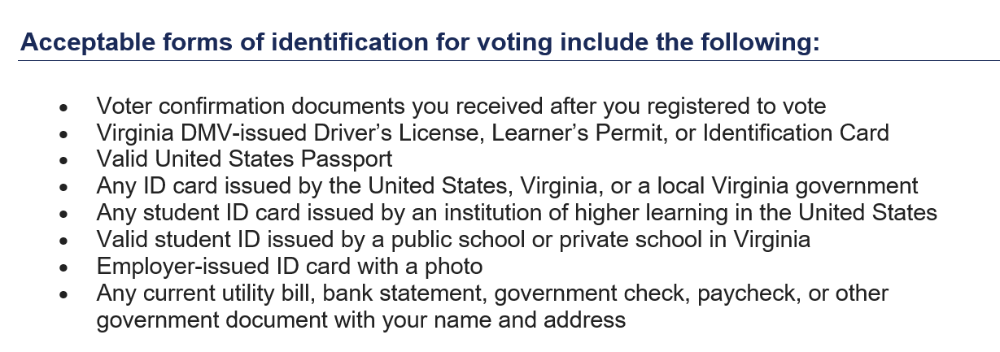 Acceptable forms of identification for voting include the following:
• Voter confirmation documents you received after you registered to vote
• Virginia DMV-issued Driver’s License, Learner’s Permit, or Identification Card
• Valid United States Passport
• Any ID card issued by the United States, Virginia, or a local Virginia government
• Any student ID card issued by an institution of higher learning in the United States
• Valid student ID issued by a public school or private school in Virginia
• Employer-issued ID card with a photo
• Any current utility bill, bank statement, government check, paycheck, or other
government document with your name and address